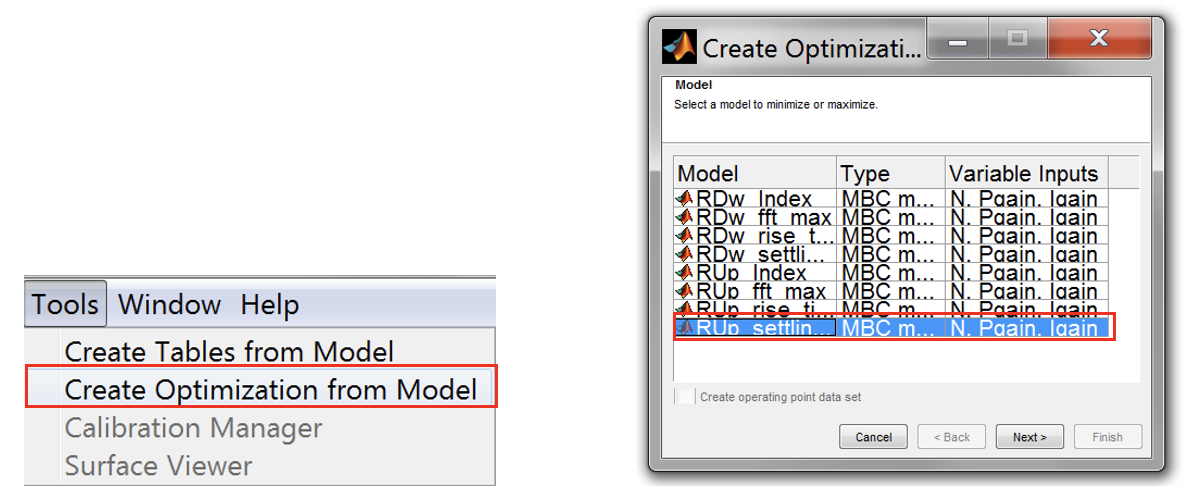 Tools Window Help
Create Tables from Model
Create Optimization from Model
Calibration Manager
Surface Viewer
Create Optimizati...
Model
Select a model to minimize or maximize.
Model Type Variable Inputs
RDw_Index MBC m... N, Pgain, Igain
RDw_fft_max MBC m... N, Pgain, Igain
RDw_rise_t... MBC m... N, Pgain, Igain
RDw_settli... MBC m... N, Pgain, Igain
RUp_Index MBC m... N, Pgain, Igain
RUp_fft_max MBC m... N, Pgain, Igain
RUp_rise_ti... MBC m... N, Pgain, Igain
RUp_settlin... MBC m... N, Pgain, Igain
Create operating point data set
Cancel < Back Next > Finish